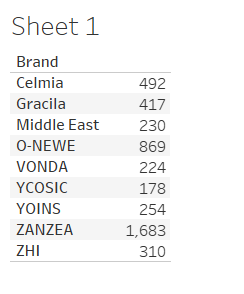 Sheet 1
Brand
Celmia 492
Gracila 417
Middle East 230
O-NEWE 869
VONDA 224
YCOSIC 178
YOINS 254
ZANZEA 1,683
ZHI 310